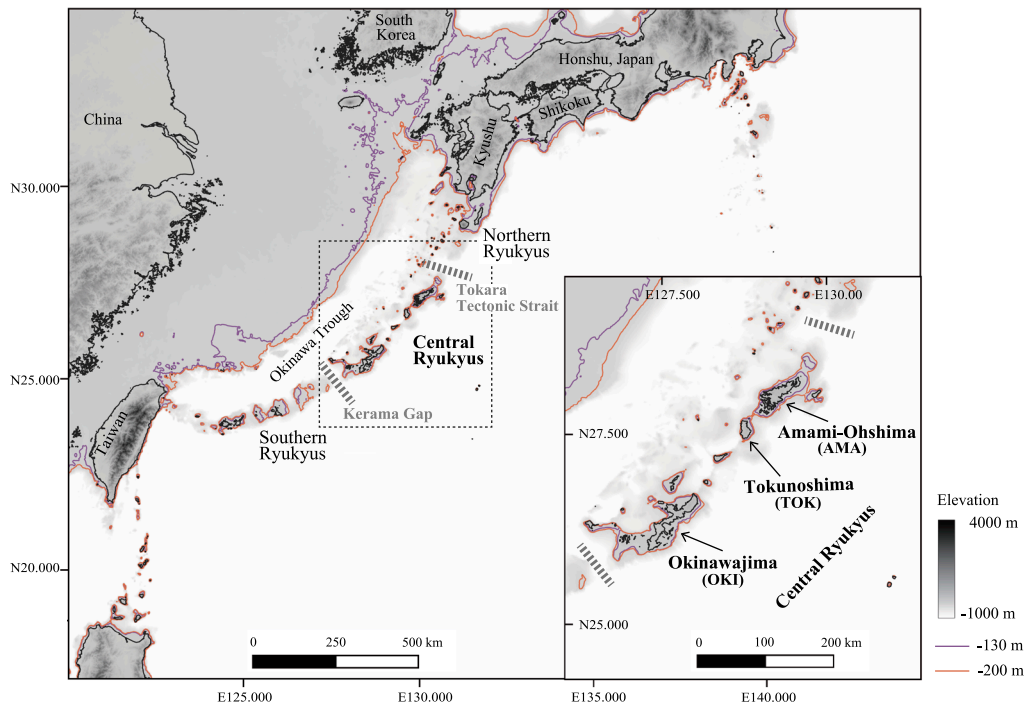 South
Korea
Honshu, Japan
China
Shikoku
Kyushu
N30.000
Northern
Ryukyus
Tokara
Tectonic Strait
Okinawa Trough
Central
Ryukyus
N25.000
Kerama Gap
Taiwan
Southern
Ryukyus
N20.000
0 250 500 km
E125.000 E130.000 E135.000 E140.000
E127.500 E130.00
N27.500
Amami-Ohshima
(AMA)
Tokunoshima
(TOK)
Okinawajima
(OKI)
Central Ryukyus
N25.000
0 100 200 km
Elevation
4000 m
-1000 m
-130 m
-200 m